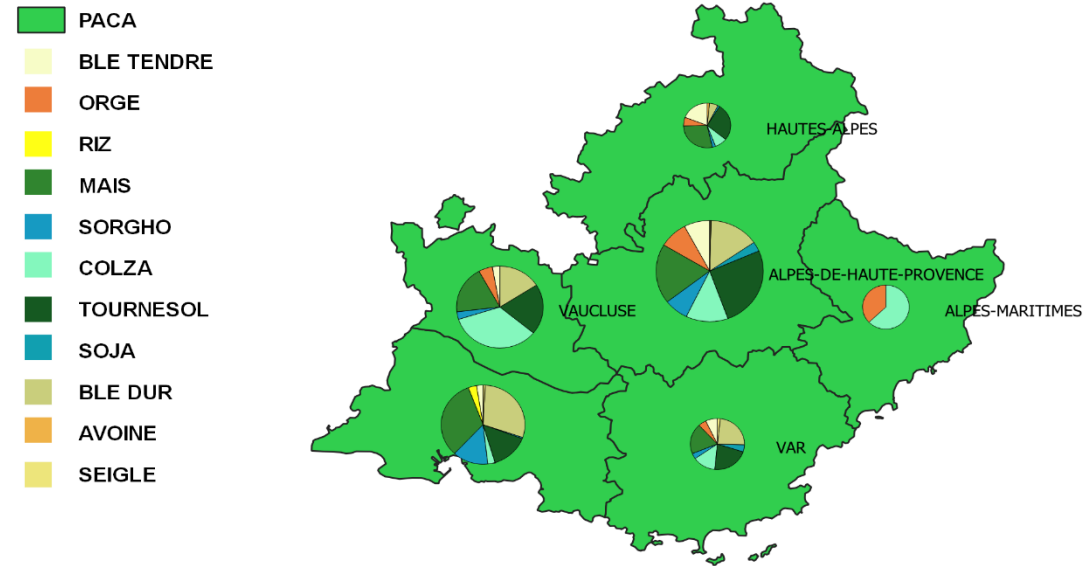 PACA
BLE TENDRE
ORGE
RIZ
MAIS
SORGHO
COLZA
TOURNESOL
SOJA
BLE DUR
AVOINE
SEIGLE
HAUTES-ALPES
ALPES-DE-HAUTE-PROVENCE
VAUCLUSE
ALPES-MARITIMES
VAR